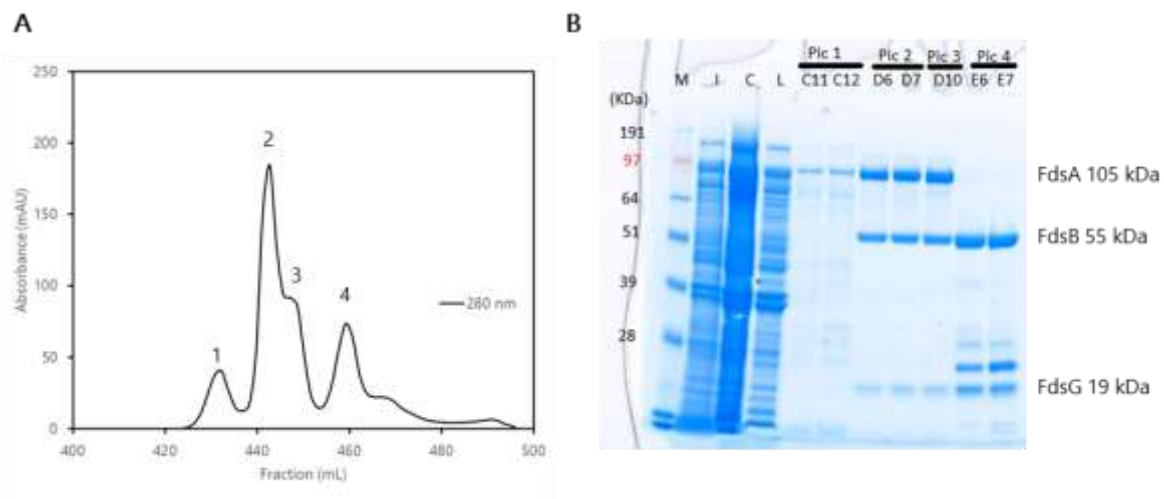 A
B
250
200
150
100
50
0
Absorbance (mAU)
400
420
440
460
480
500
Fraction (mL)
1
2
3
4
280 nm
Pic 1
Pic 2
Pic 3
Pic 4
M
I
C
L
C11 C12
D6 D7
D10
E6 E7
(KDa)
191
97
64
51
39
28
FdsA 105 kDa
FdsB 55 kDa
FdsG 19 kDa